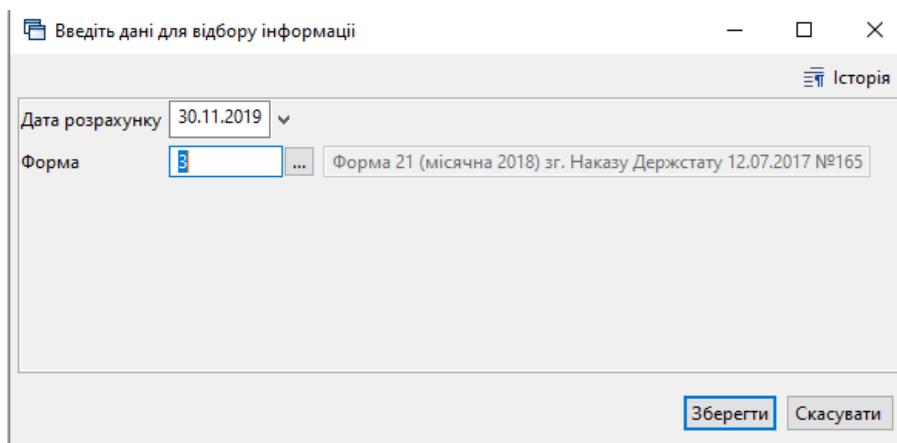 Введіть дані для відбору інформації
Історія
Дата розрахунку 30.11.2019
Форма 3 ... Форма 21 (місячна 2018) зг. Наказу Держстату 12.07.2017 №165
Зберегти Скасувати